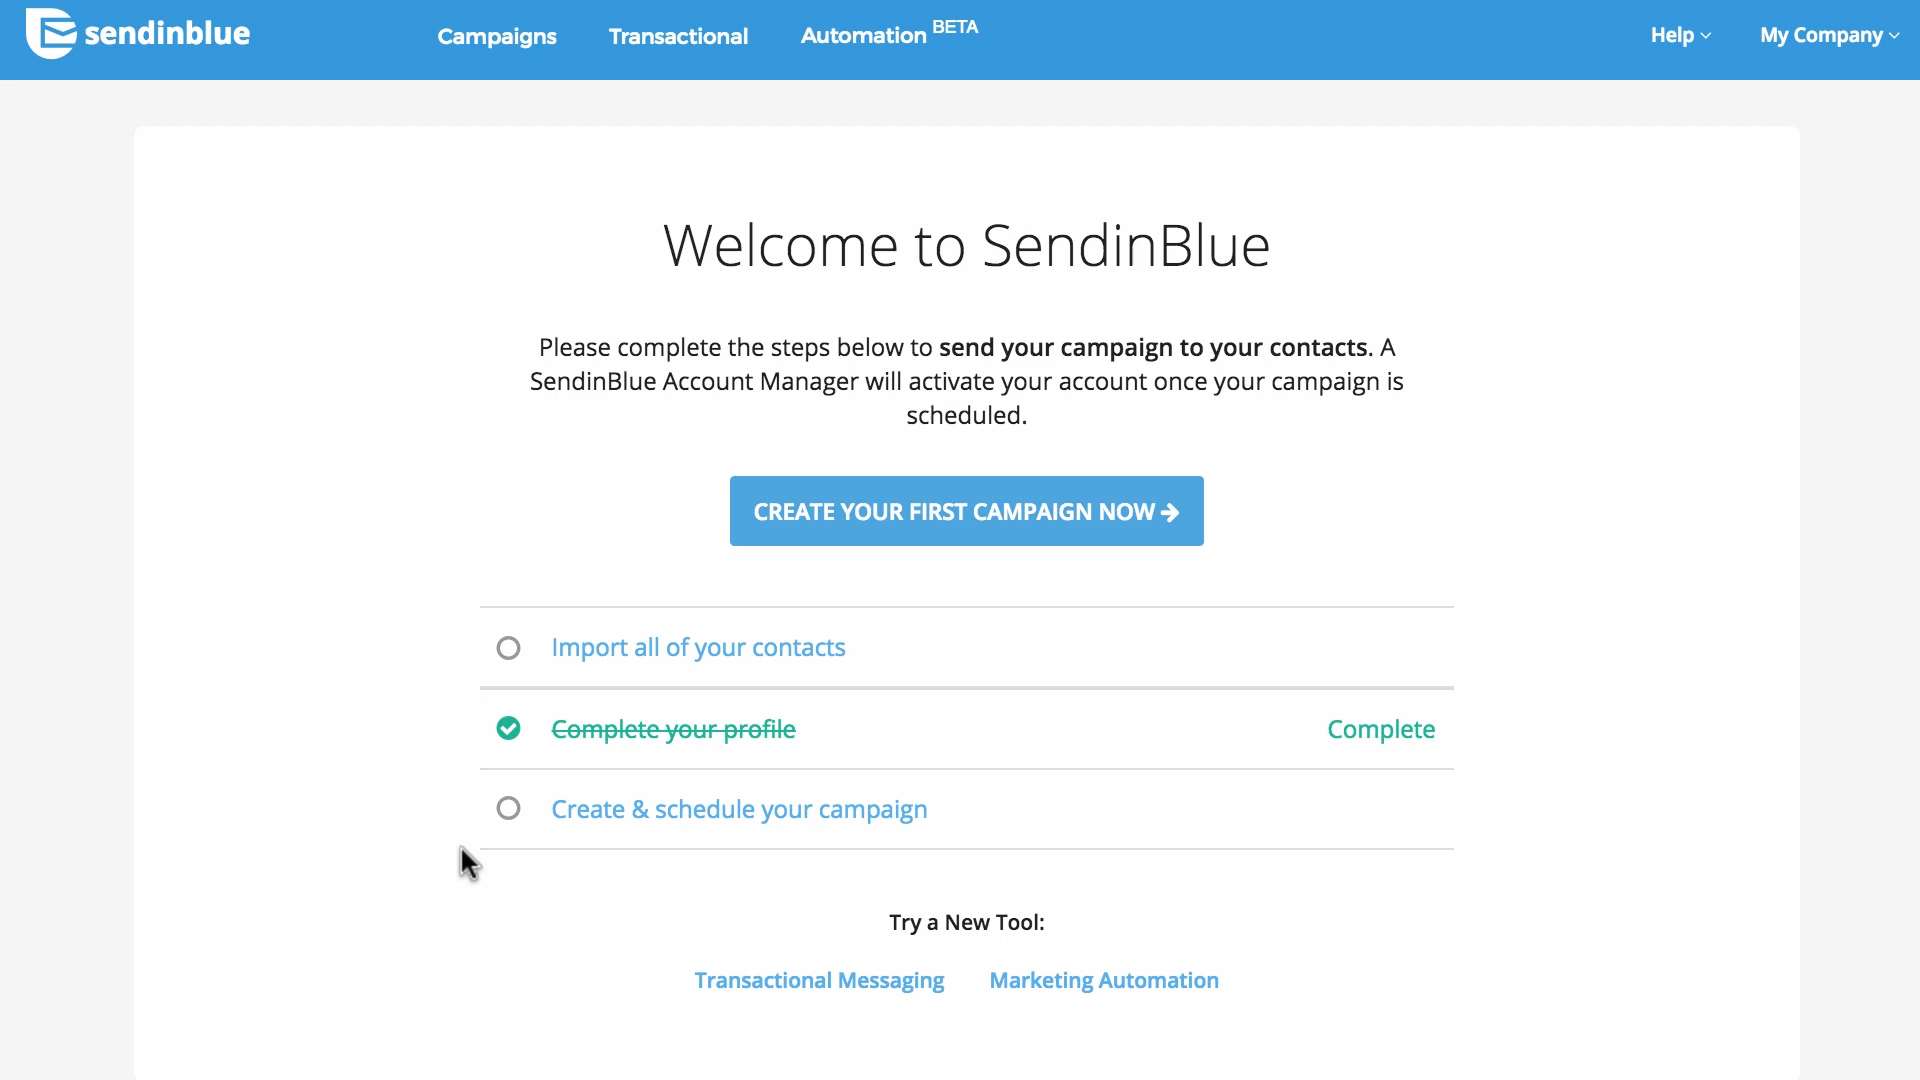 sendinblue
Campaigns
Transactional
Automation BETA
Help
My Company
Welcome to SendinBlue
Please complete the steps below to send your campaign to your contacts. A
SendinBlue Account Manager will activate your account once your campaign is
scheduled.
CREATE YOUR FIRST CAMPAIGN NOW
Import all of your contacts
Complete your profile
Complete
Create & schedule your campaign
Try a New Tool:
Transactional Messaging
Marketing Automation